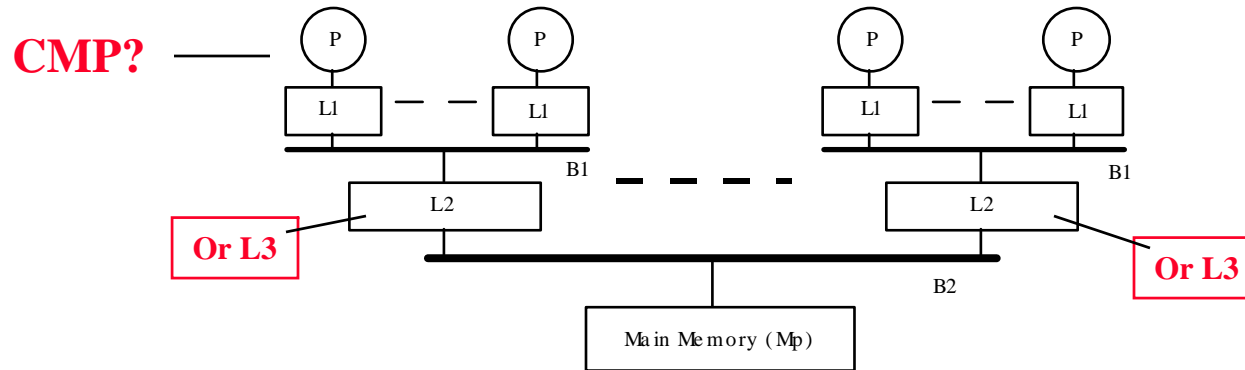 CMP?
P
P
P
P
L1
L1
L1
L1
B1
B1
L2
L2
Or L3
Or L3
B2
Main Memory (Mp)